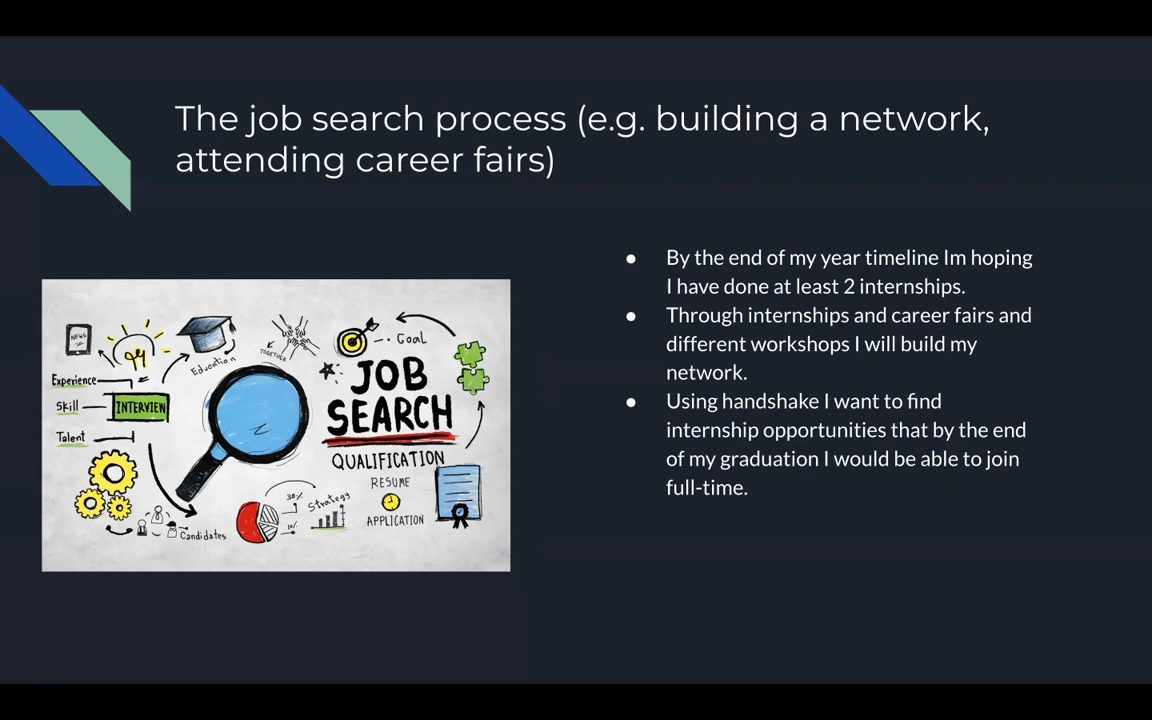 The job search process (e.g. building a network,
attending career fairs)
● By the end of my year timeline Im hoping
I have done at least 2 internships.
● Through internships and career fairs and
different workshops I will build my
network.
● Using handshake I want to find
internship opportunities that by the end
of my graduation I would be able to join
full-time.
NEWS
Education
TOGETHER
GOAL
JOB
SEARCH
QUALIFICATION
RESUME
APPLICATION
Experience
Skill
INTERVIEW
Talent
Candidates
30%
10%
Strategy